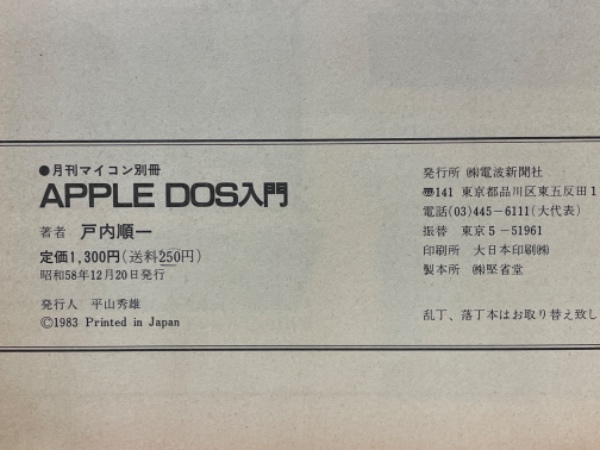 ●月刊マイコン別冊
APPLE DOS入門
著者 戸内順一
定価1,300円(送料250円)
昭和58年12月20日発行
発行人 平山秀雄
©1983 Printed in Japan
発行所 ㈱電波新聞社
〠141 東京都品川区東五反田1
電話(03)445-6111(大代表)
振替 東京5-51961
印刷所 大日本印刷㈱
製本所 ㈱堅省堂
乱丁、落丁本はお取り替え致し